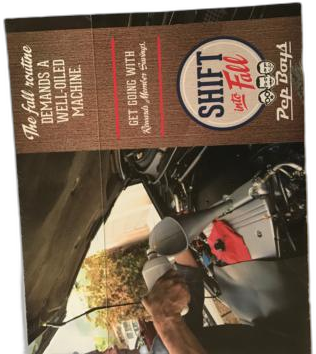 The fall routine
DEMANDS A
WELL-OILED
MACHINE.
GET GOING WITH
Rewards Member Savings.
SHIFT
into Fall
Pep Boys